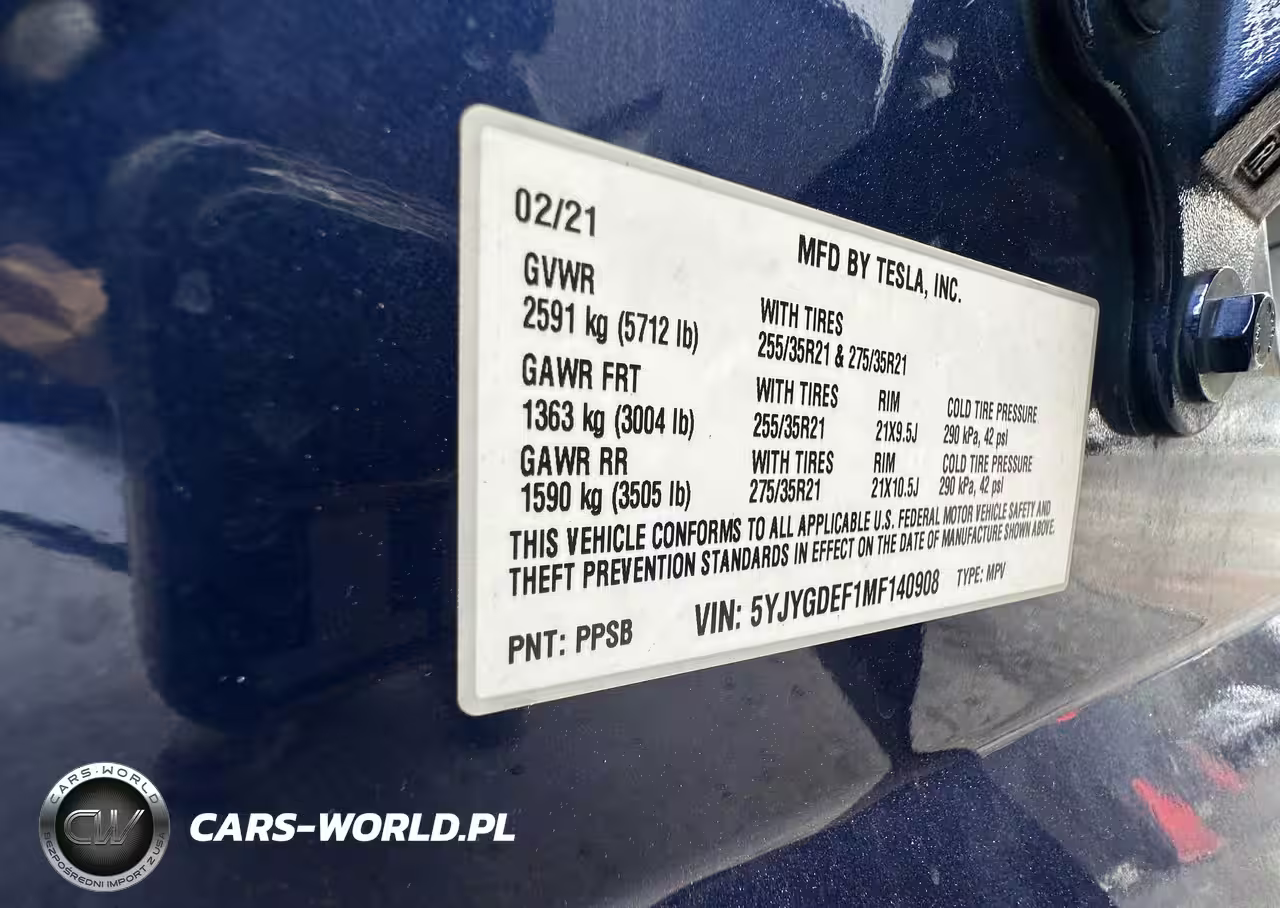 02/21
MFD BY TESLA, INC.
GVWR
2591 kg (5712 lb)
WITH TIRES
255/35R21 & 275/35R21
GAWR FRT
1363 kg (3004 lb)
WITH TIRES
255/35R21
RIM
21X9.5J
COLD TIRE PRESSURE
290 kPa, 42 psi
GAWR RR
1590 kg (3505 lb)
WITH TIRES
275/35R21
RIM
21X10.5J
COLD TIRE PRESSURE
290 kPa, 42 psi
THIS VEHICLE CONFORMS TO ALL APPLICABLE U.S. FEDERAL MOTOR VEHICLE SAFETY AND
THEFT PREVENTION STANDARDS IN EFFECT ON THE DATE OF MANUFACTURE SHOWN ABOVE.
PNT: PPSB
VIN: 5YJYGDEF1MF140908
TYPE: MPV
CARS-WORLD
CW
BEZPOŚREDNI IMPORT Z USA
CARS-WORLD.PL